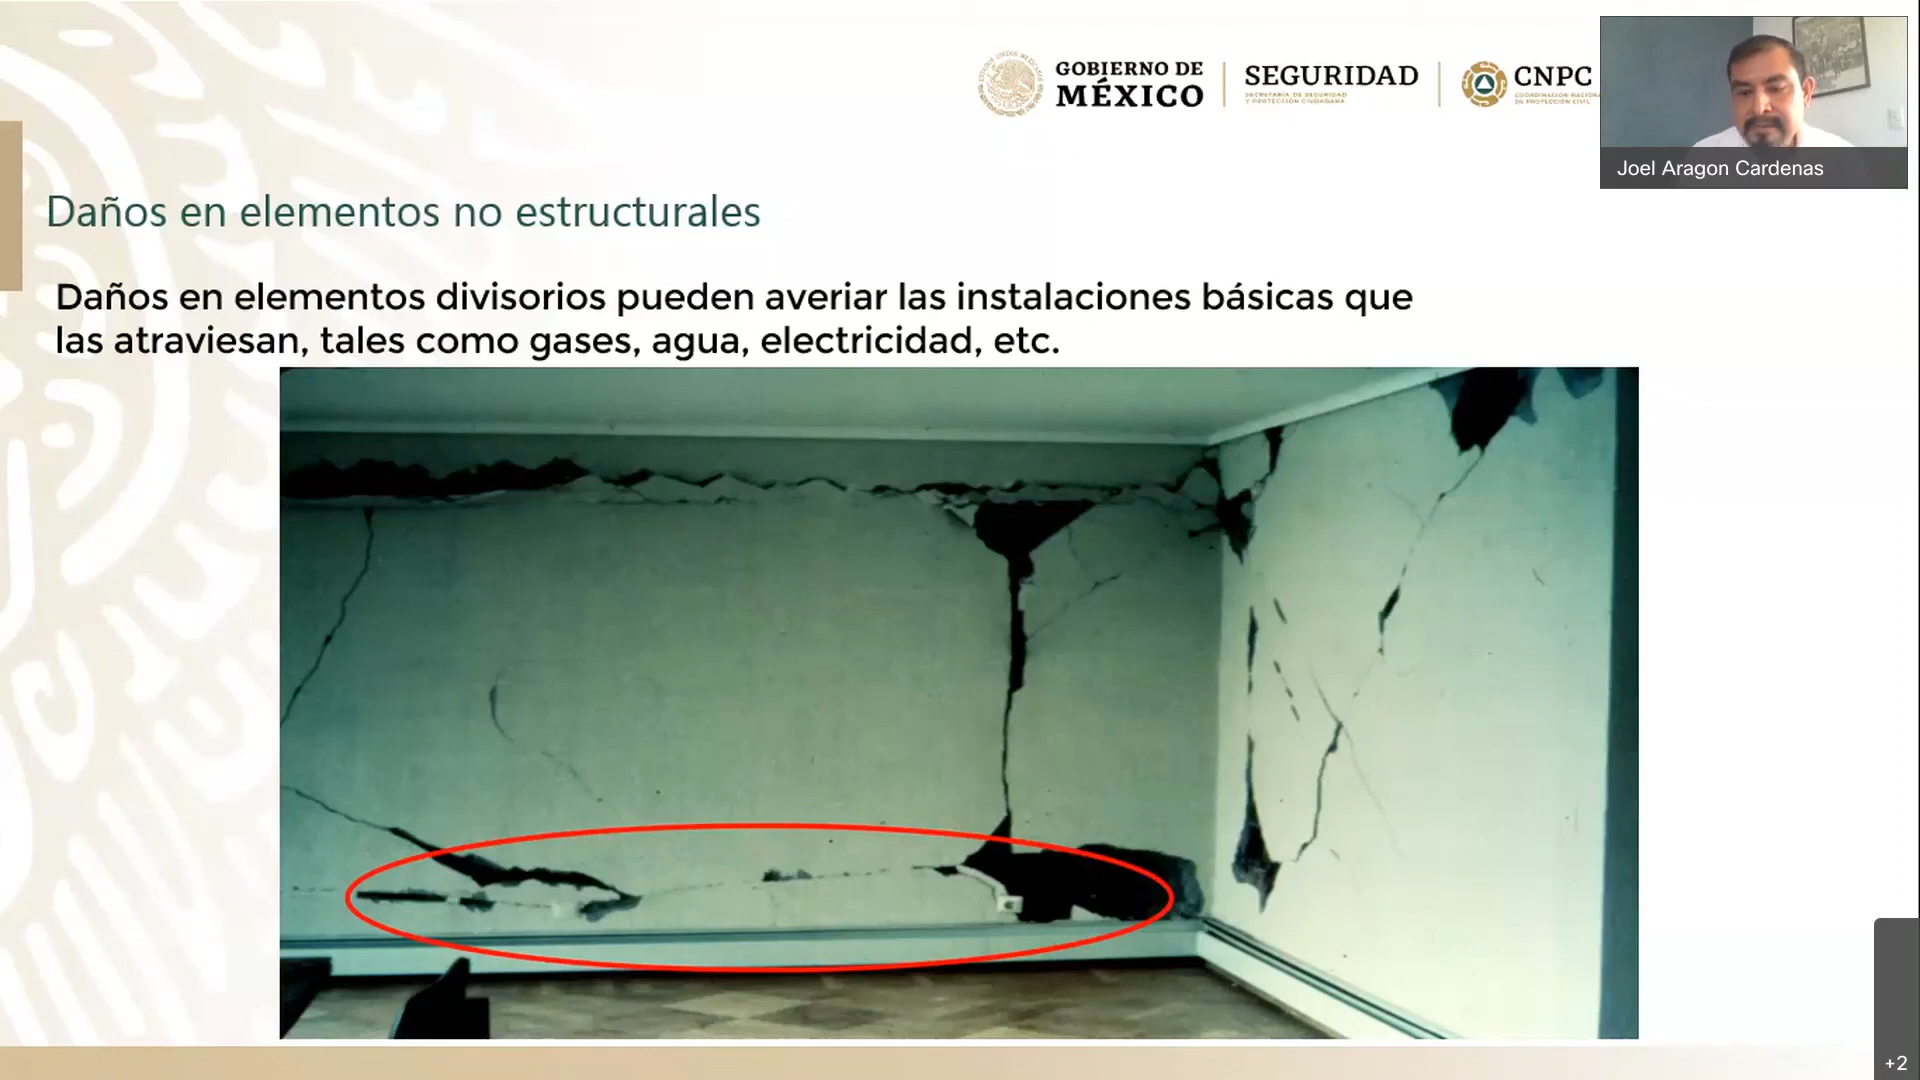 GOBIERNO DE
MÉXICO
SEGURIDAD
SECRETARÍA DE SEGURIDAD
Y PROTECCIÓN CIUDADANA
CNPC
COORDINACIÓN NACIONA
DE PROTECCIÓN CIVIL
Joel Aragon Cardenas
Daños en elementos no estructurales
Daños en elementos divisorios pueden averiar las instalaciones básicas que
las atraviesan, tales como gases, agua, electricidad, etc.
+2